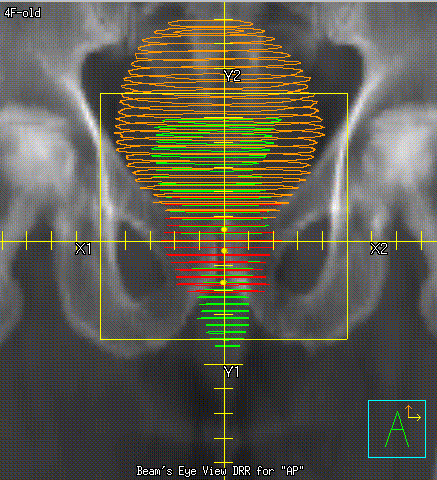 4F-old
Y2
X1
X2
Y1
A
Beam's Eye View DRR for "AP"